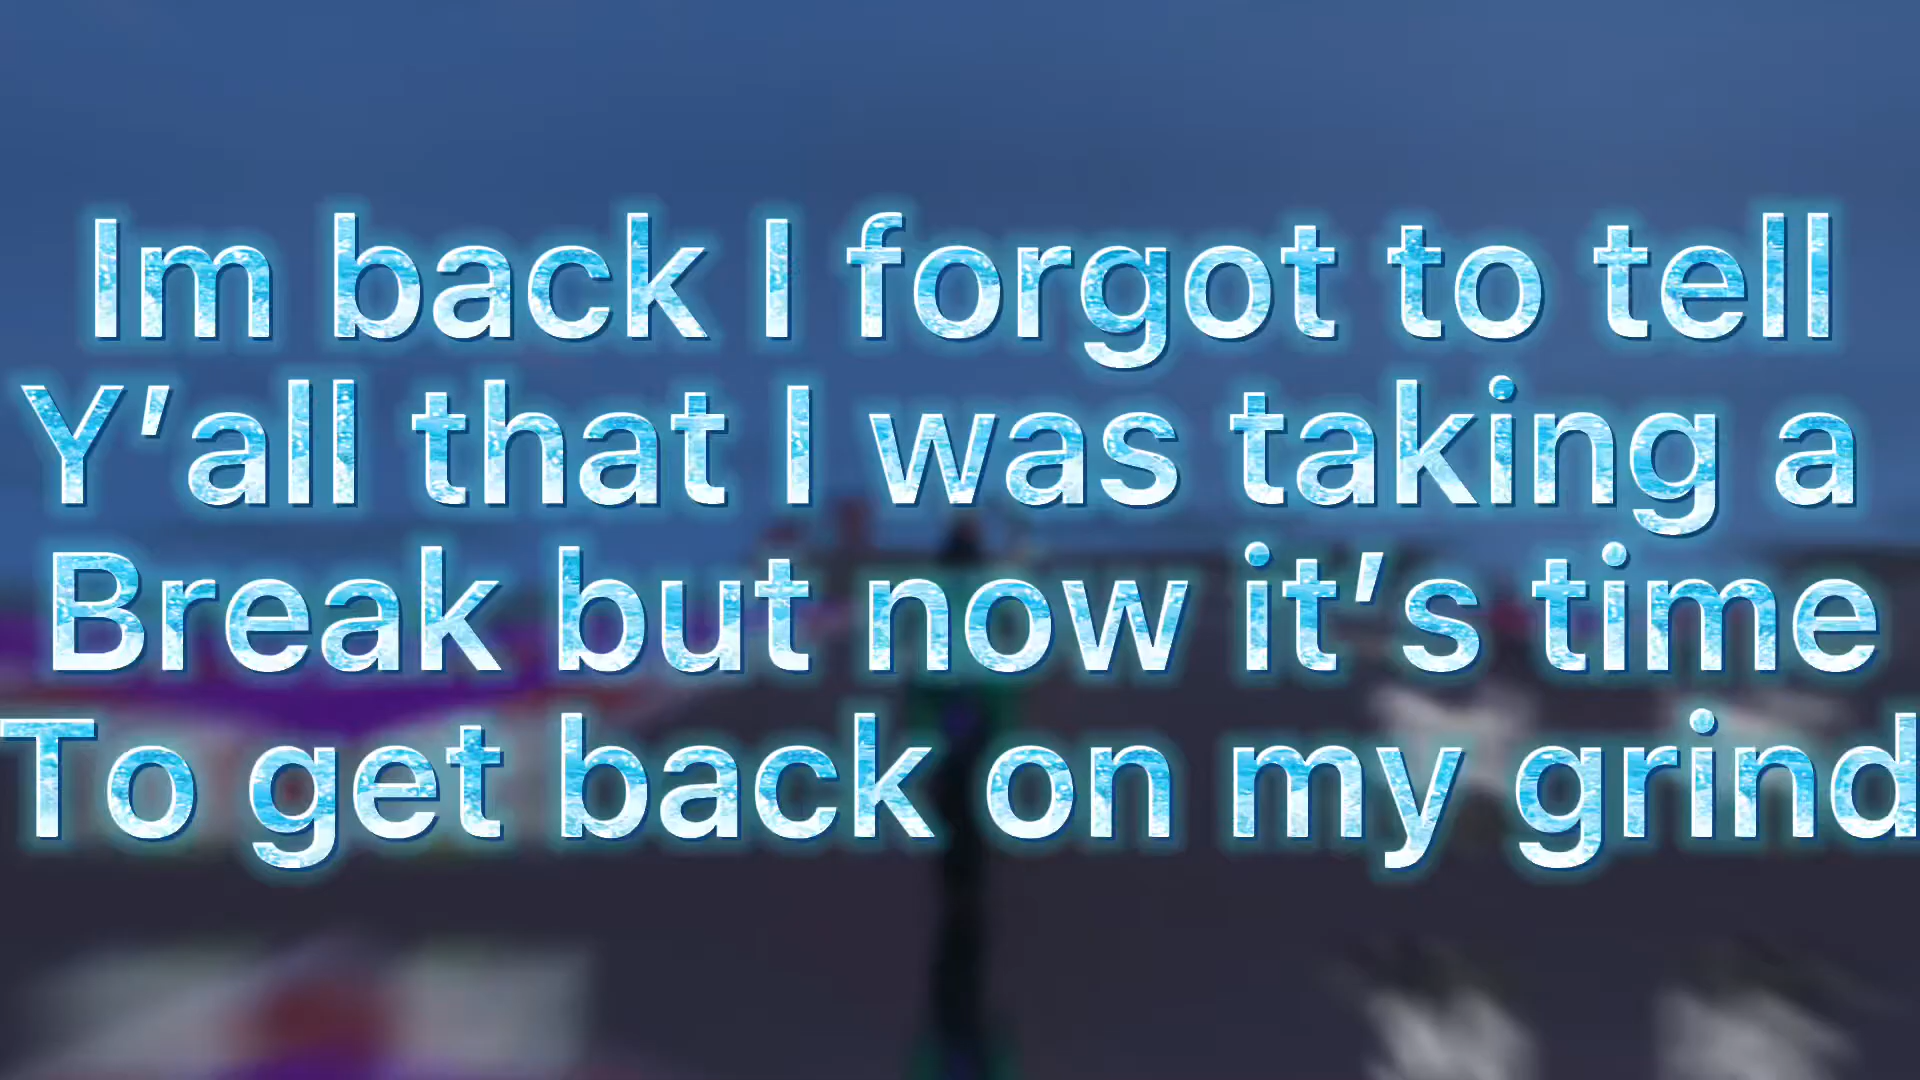 Im back I forgot to tell
Y’all that I was taking a
Break but now it’s time
To get back on my grind